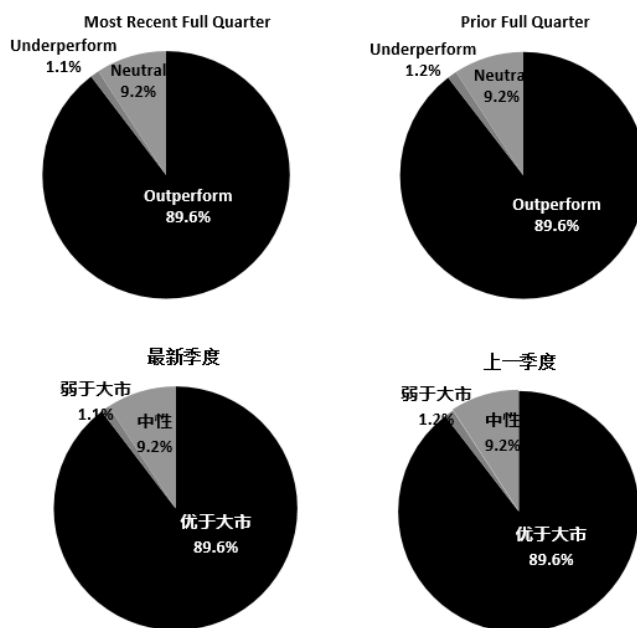 Most Recent Full Quarter
Prior Full Quarter
Underperform
1.1%
Neutral
9.2%
Outperform
89.6%
Underperform
1.2%
Neutra
9.2%
Outperform
89.6%
最新季度
上一季度
弱于大市
1.1%
中性
9.2%
优于大市
89.6%
弱于大市
1.2%
中性
9.2%
优于大市
89.6%